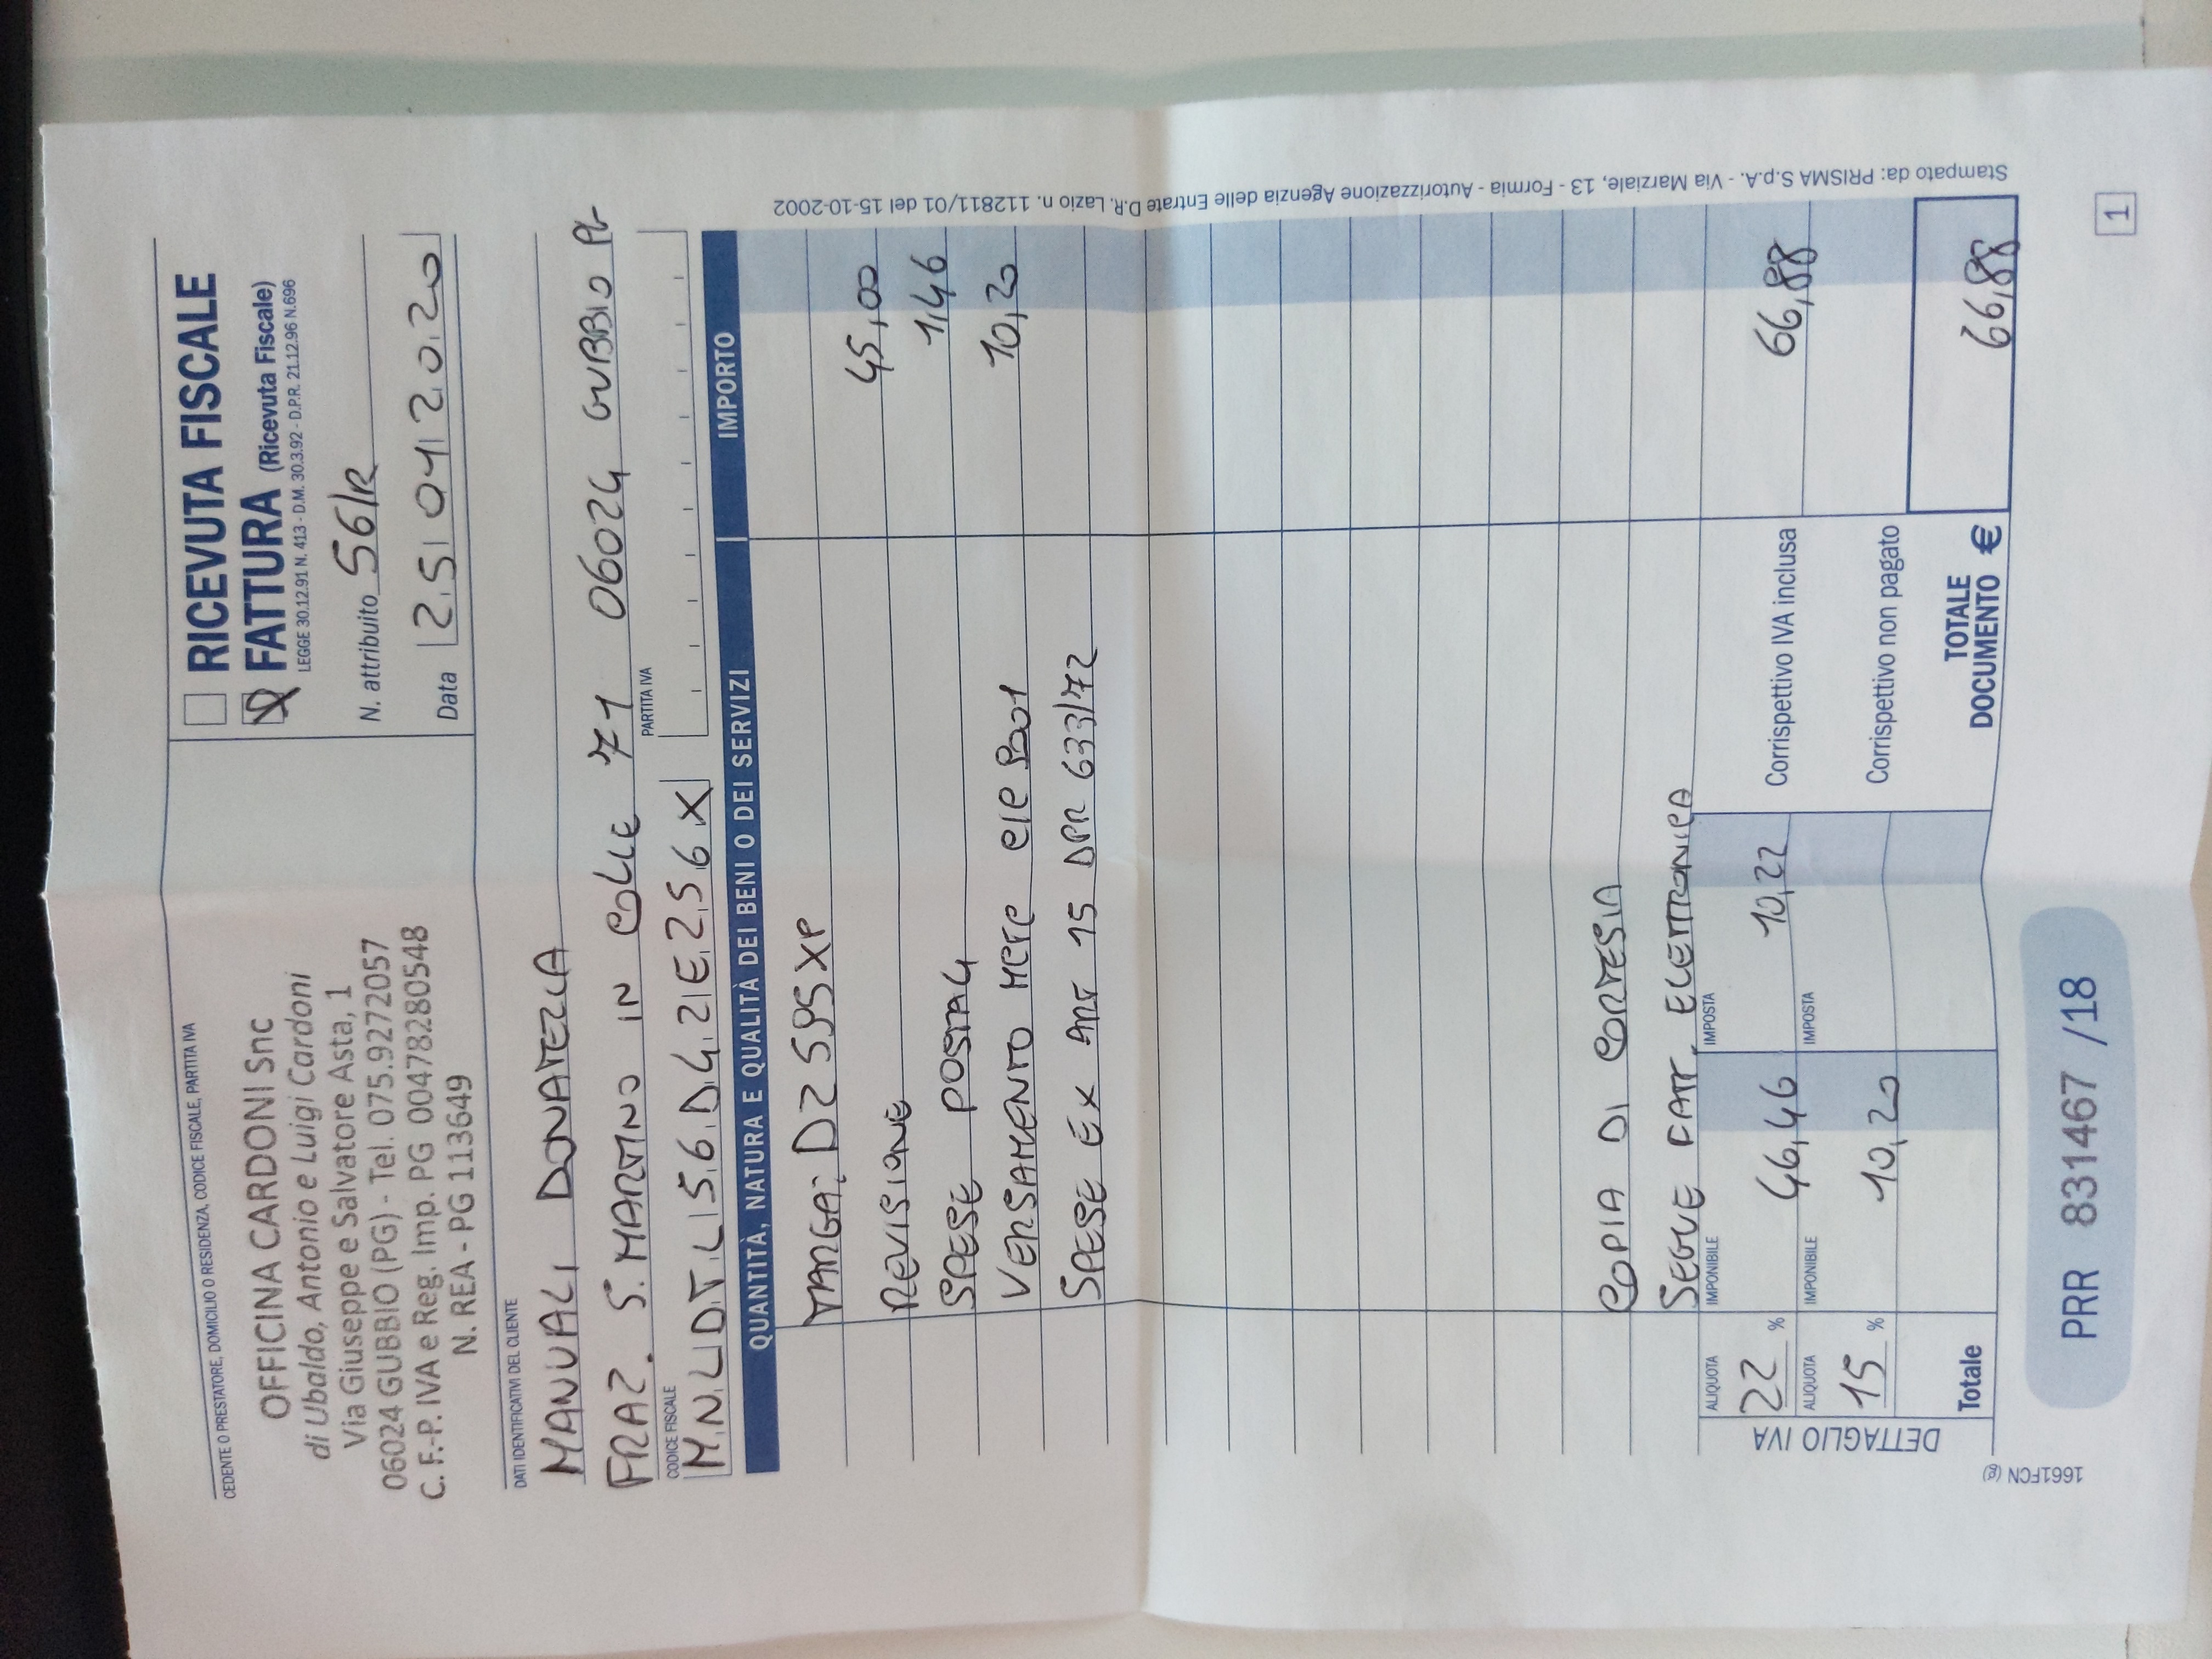 CEDENTE O PRESTATORE, DOMICILIO O RESIDENZA, CODICE FISCALE, PARTITA IVA
OFFICINA CARDONI Snc
di Ubaldo, Antonio e Luigi Cardoni
Via Giuseppe e Salvatore Asta, 1
06024 GUBBIO (PG) - Tel. 075.9272057
C. F.-P. IVA e Reg. Imp. PG 00478280548
N. REA - PG 113649
RICEVUTA FISCALE
FATTURA (Ricevuta Fiscale)
LEGGE 30.12.91 N. 413 - D.M. 30.3.92 - D.P.R. 21.12.96 N.696
N. attribuito 56/R
Data 25 01 2020
DATI IDENTIFICATIVI DEL CLIENTE
MANUALI DONATELLA
FRAZ. S. MARTINO IN COLLE 71 06024 GUBBIO PG
CODICE FISCALE PARTITA IVA
MNLDTL56D42E256X
QUANTITÀ, NATURA E QUALITÀ DEI BENI O DEI SERVIZI IMPORTO
TARGA: DZ595XP
REVISIONE 45,00
SPESE POSTALI 1,46
VERSAMENTO MCTC C/C 9001 10,20
SPESE EX ART 15 DPR 633/72
COPIA DI CORTESIA
SEGUE FATT. ELETTRONICA
DETTAGLIO IVA
ALIQUOTA IMPONIBILE IMPOSTA
22 % 46,46 10,22 Corrispettivo IVA inclusa 66,88
ALIQUOTA IMPONIBILE IMPOSTA
15 % 10,20 Corrispettivo non pagato
Totale TOTALE
DOCUMENTO € 66,88
1661FCN (g)
PRR 831467 /18
1
Stampato da: PRISMA S.p.A. - Via Marziale, 13 - Formia - Autorizzazione Agenzia delle Entrate D.R. Lazio n. 112811/01 del 15-10-2002